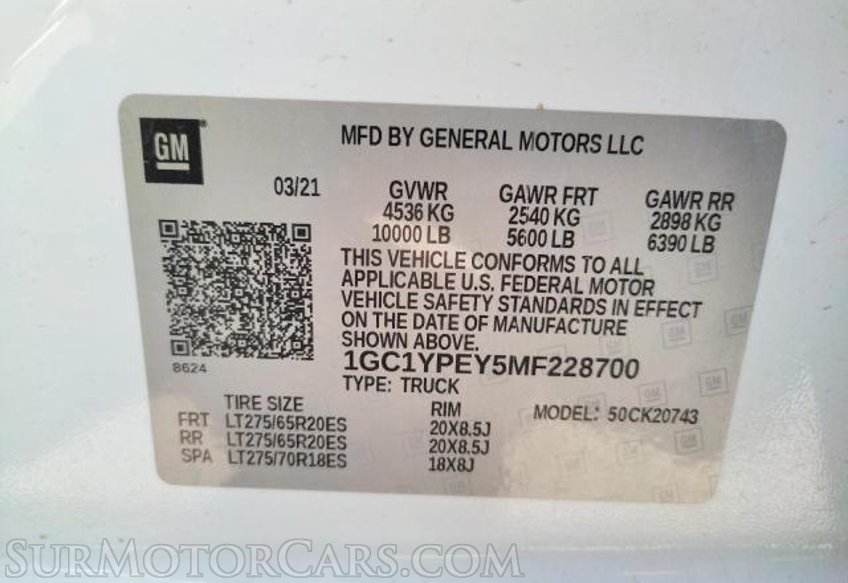 GM
MFD BY GENERAL MOTORS LLC
03/21
GVWR GAWR FRT GAWR RR
4536 KG 2540 KG 2898 KG
10000 LB 5600 LB 6390 LB
THIS VEHICLE CONFORMS TO ALL
APPLICABLE U.S. FEDERAL MOTOR
VEHICLE SAFETY STANDARDS IN EFFECT
ON THE DATE OF MANUFACTURE
SHOWN ABOVE.
8624
1GC1YPEY5MF228700
TYPE: TRUCK
TIRE SIZE RIM MODEL: 50CK20743
FRT LT275/65R20ES 20X8.5J
RR LT275/65R20ES 20X8.5J
SPA LT275/70R18ES 18X8J
SurMotorCars.com